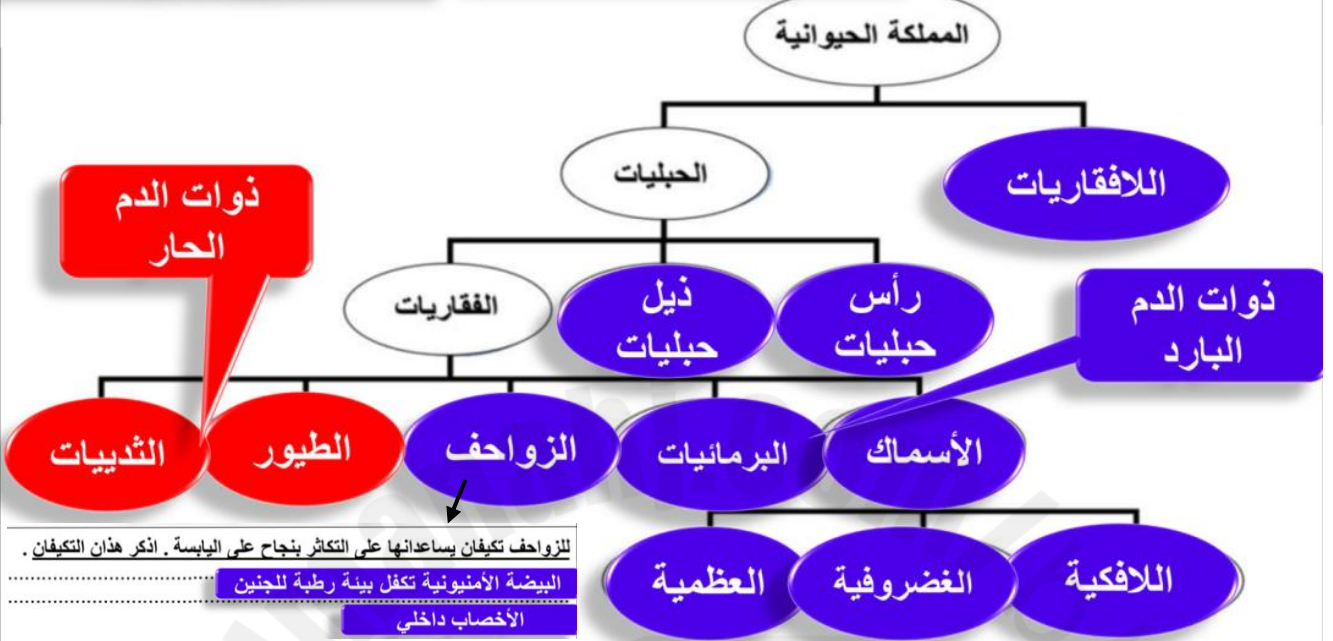 المملكة الحيوانية
الحبليات
اللافقاريات
ذوات الدم
الحار
ذوات الدم
البارد
رأس
حبليات
ذيل
حبليات
الفقاريات
الأسماك
البرمائيات
الزواحف
الطيور
الثدييات
اللافكية
الغضروفية
العظمية
للزواحف تكيفان يساعدانها على التكاثر بنجاح على اليابسة . اذكر هذان التكيفان .
البيضة الأمنيونية تكفل بيئة رطبة للجنين
الأخصاب داخلي